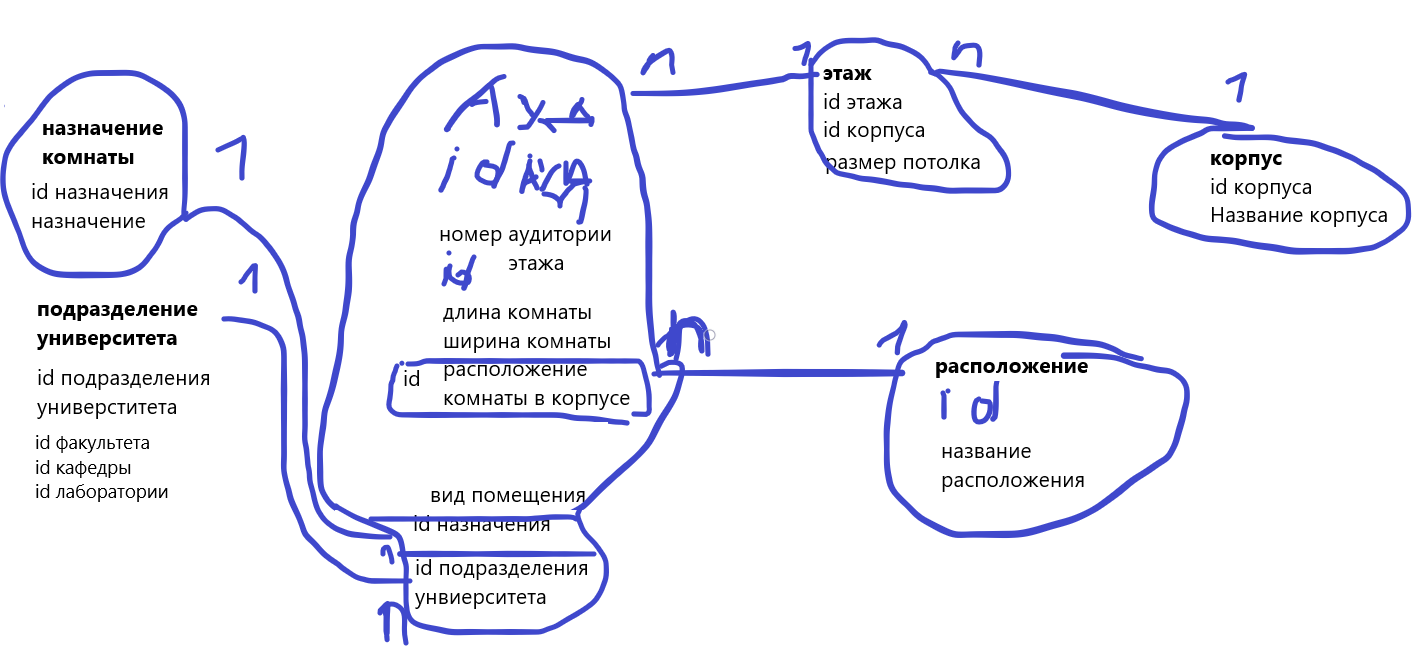 назначение
комнаты
id назначения
назначение
1
1
подразделение
университета
id подразделения
универститета
id факультета
id кафедры
id лаборатории
Ауд
id Ауд
номер аудитории
id этажа
длина комнаты
ширина комнаты
id расположение
комнаты в корпусе
вид помещения
id назначения
n
id подразделения
унвиерситета
n
n
1
этаж
id этажа
id корпуса
размер потолка
n
1
корпус
id корпуса
Название корпуса
n
1
расположение
id
название
расположения